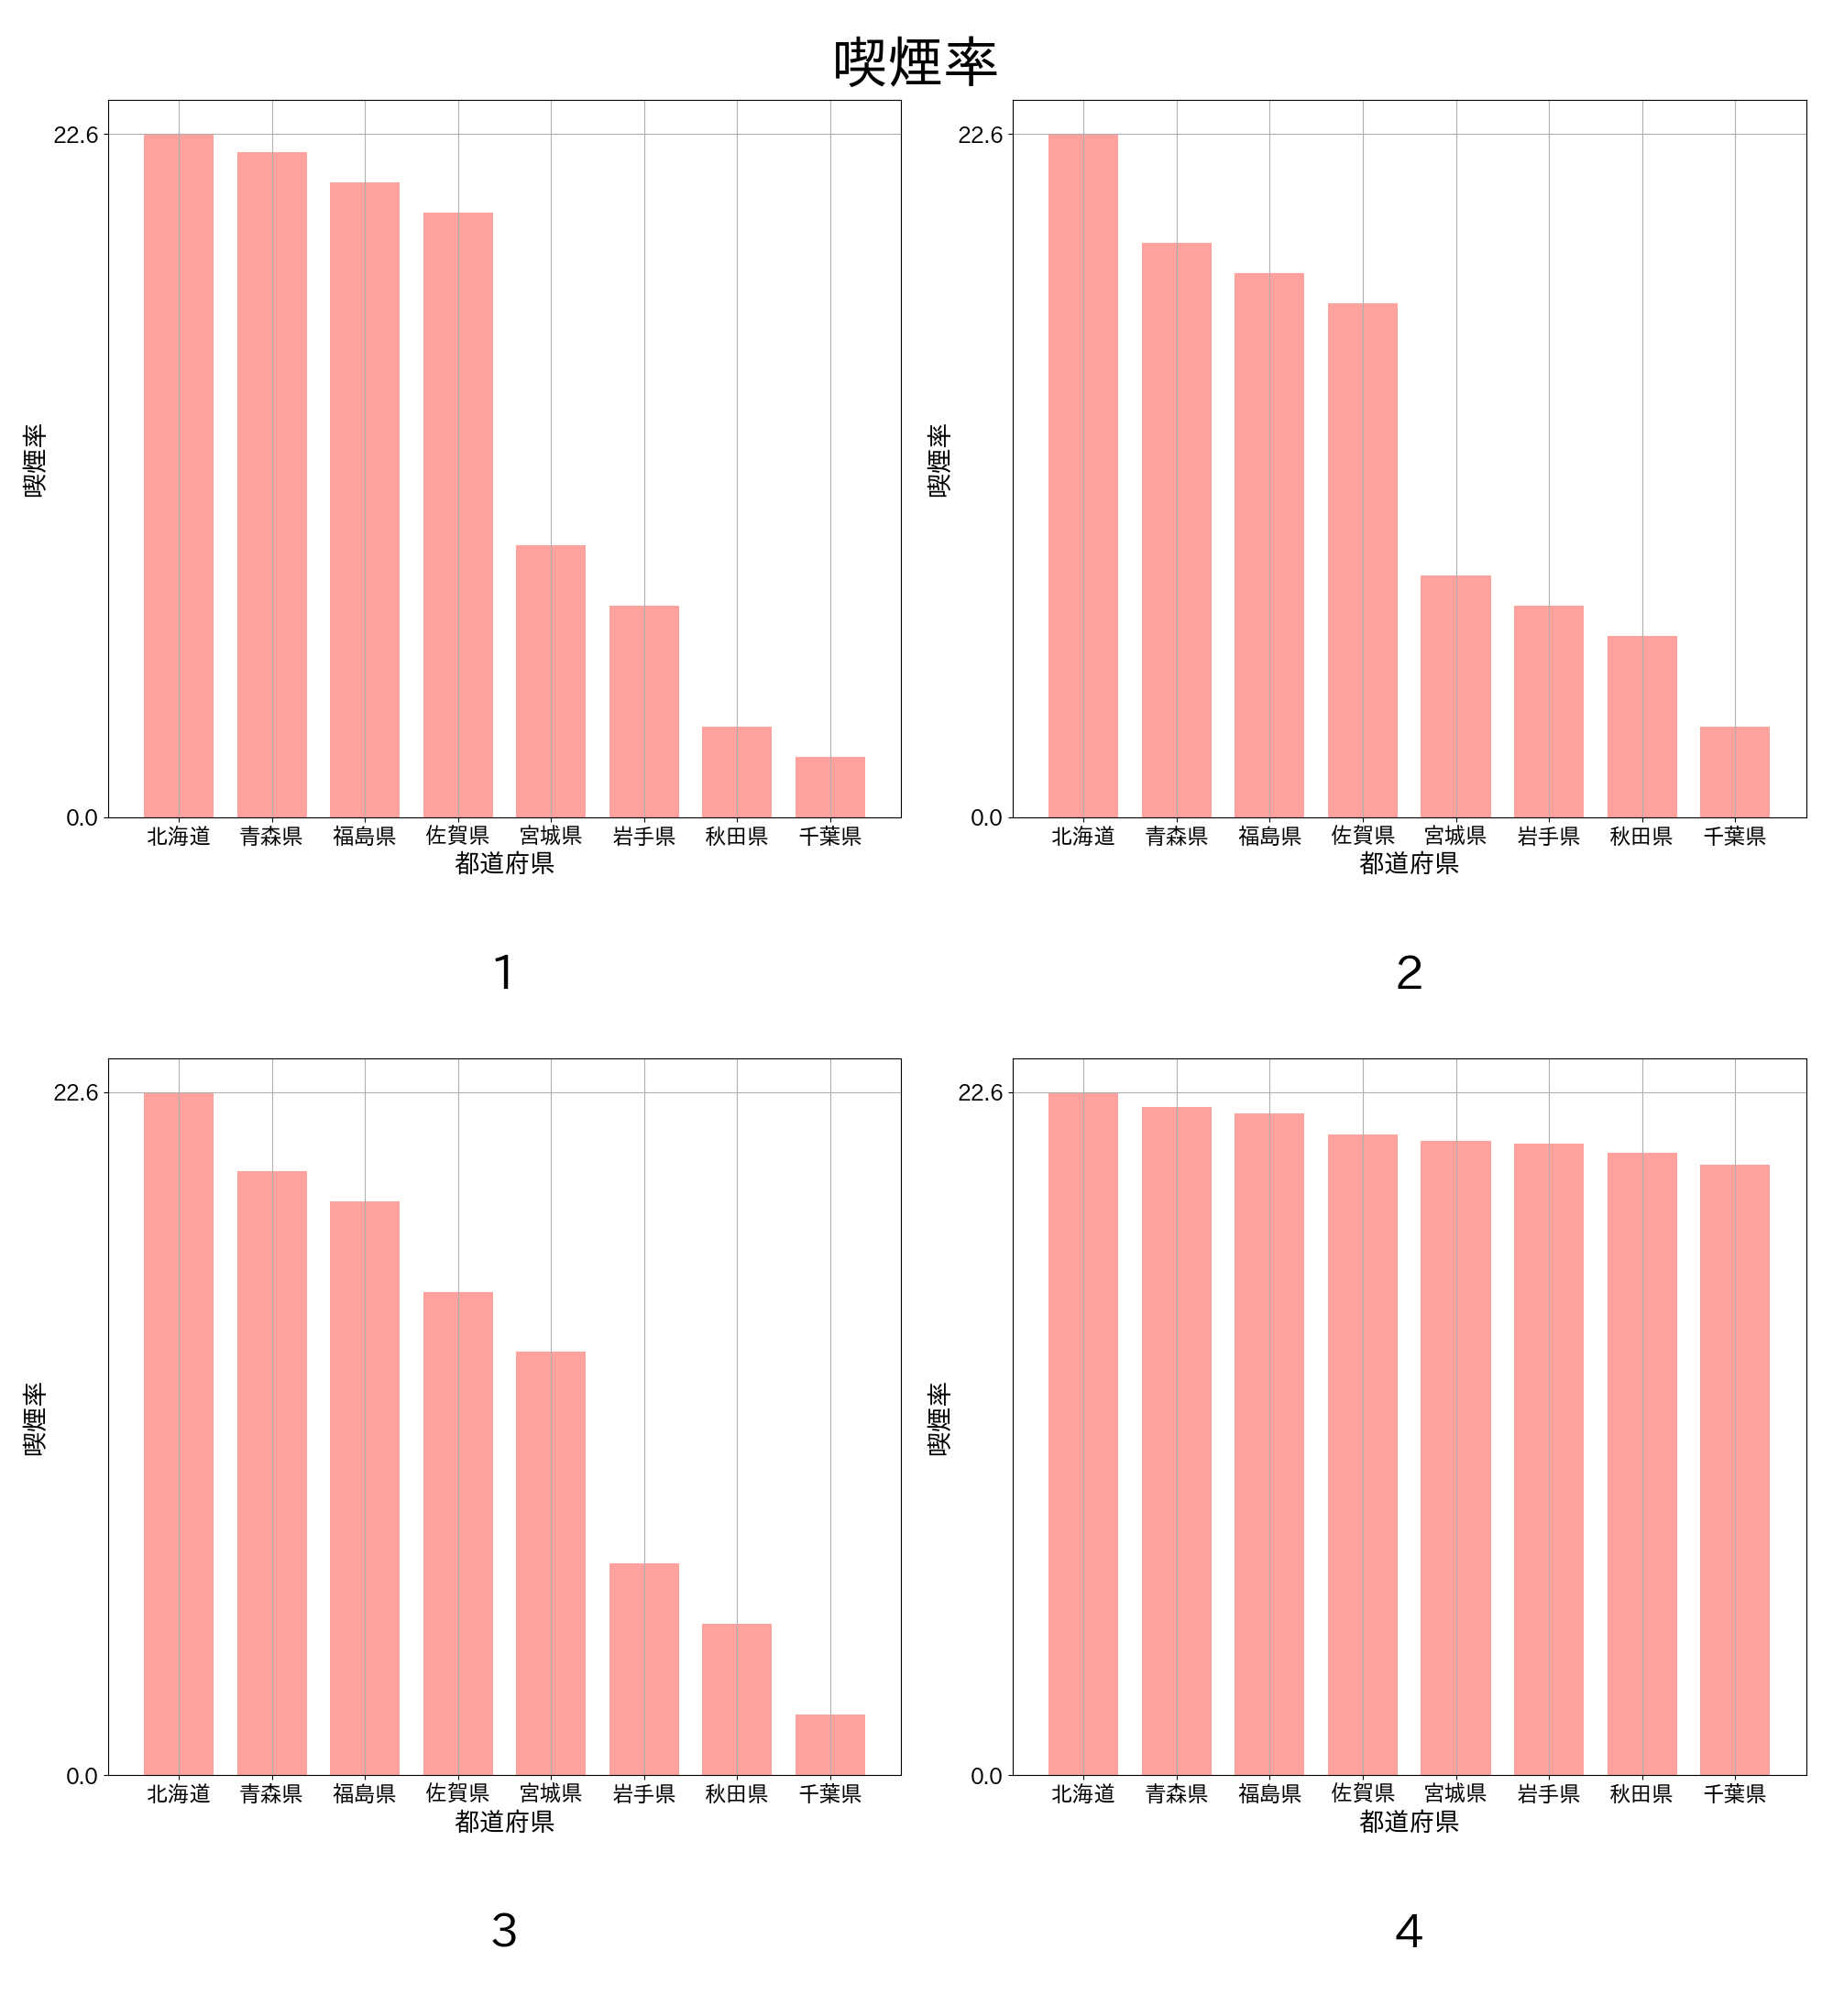 喫煙率
22.6
喫煙率
0.0
北海道 青森県 福島県 佐賀県 宮城県 岩手県 秋田県 千葉県
都道府県
1
22.6
喫煙率
0.0
北海道 青森県 福島県 佐賀県 宮城県 岩手県 秋田県 千葉県
都道府県
2
22.6
喫煙率
0.0
北海道 青森県 福島県 佐賀県 宮城県 岩手県 秋田県 千葉県
都道府県
3
22.6
喫煙率
0.0
北海道 青森県 福島県 佐賀県 宮城県 岩手県 秋田県 千葉県
都道府県
4